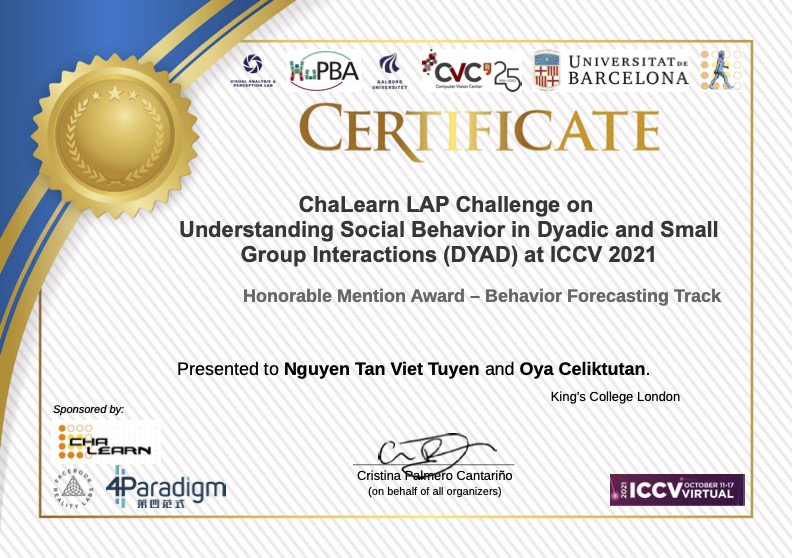 VISUAL ANALYSIS &
PERCEPTION LAB
HuPBA
AALBORG
UNIVERSITET
CVC
Computer Vision Center
25
UNIVERSITAT DE
BARCELONA
CERTIFICATE
ChaLearn LAP Challenge on
Understanding Social Behavior in Dyadic and Small
Group Interactions (DYAD) at ICCV 2021
Honorable Mention Award – Behavior Forecasting Track
Presented to Nguyen Tan Viet Tuyen and Oya Celiktutan.
King's College London
Sponsored by:
CHA
LEARN
FACEBOOK
REALITY LABS
4Paradigm
第四范式
Cristina Palmero Cantariño
(on behalf of all organizers)
2021
ICCV
OCTOBER 11-17
VIRTUAL